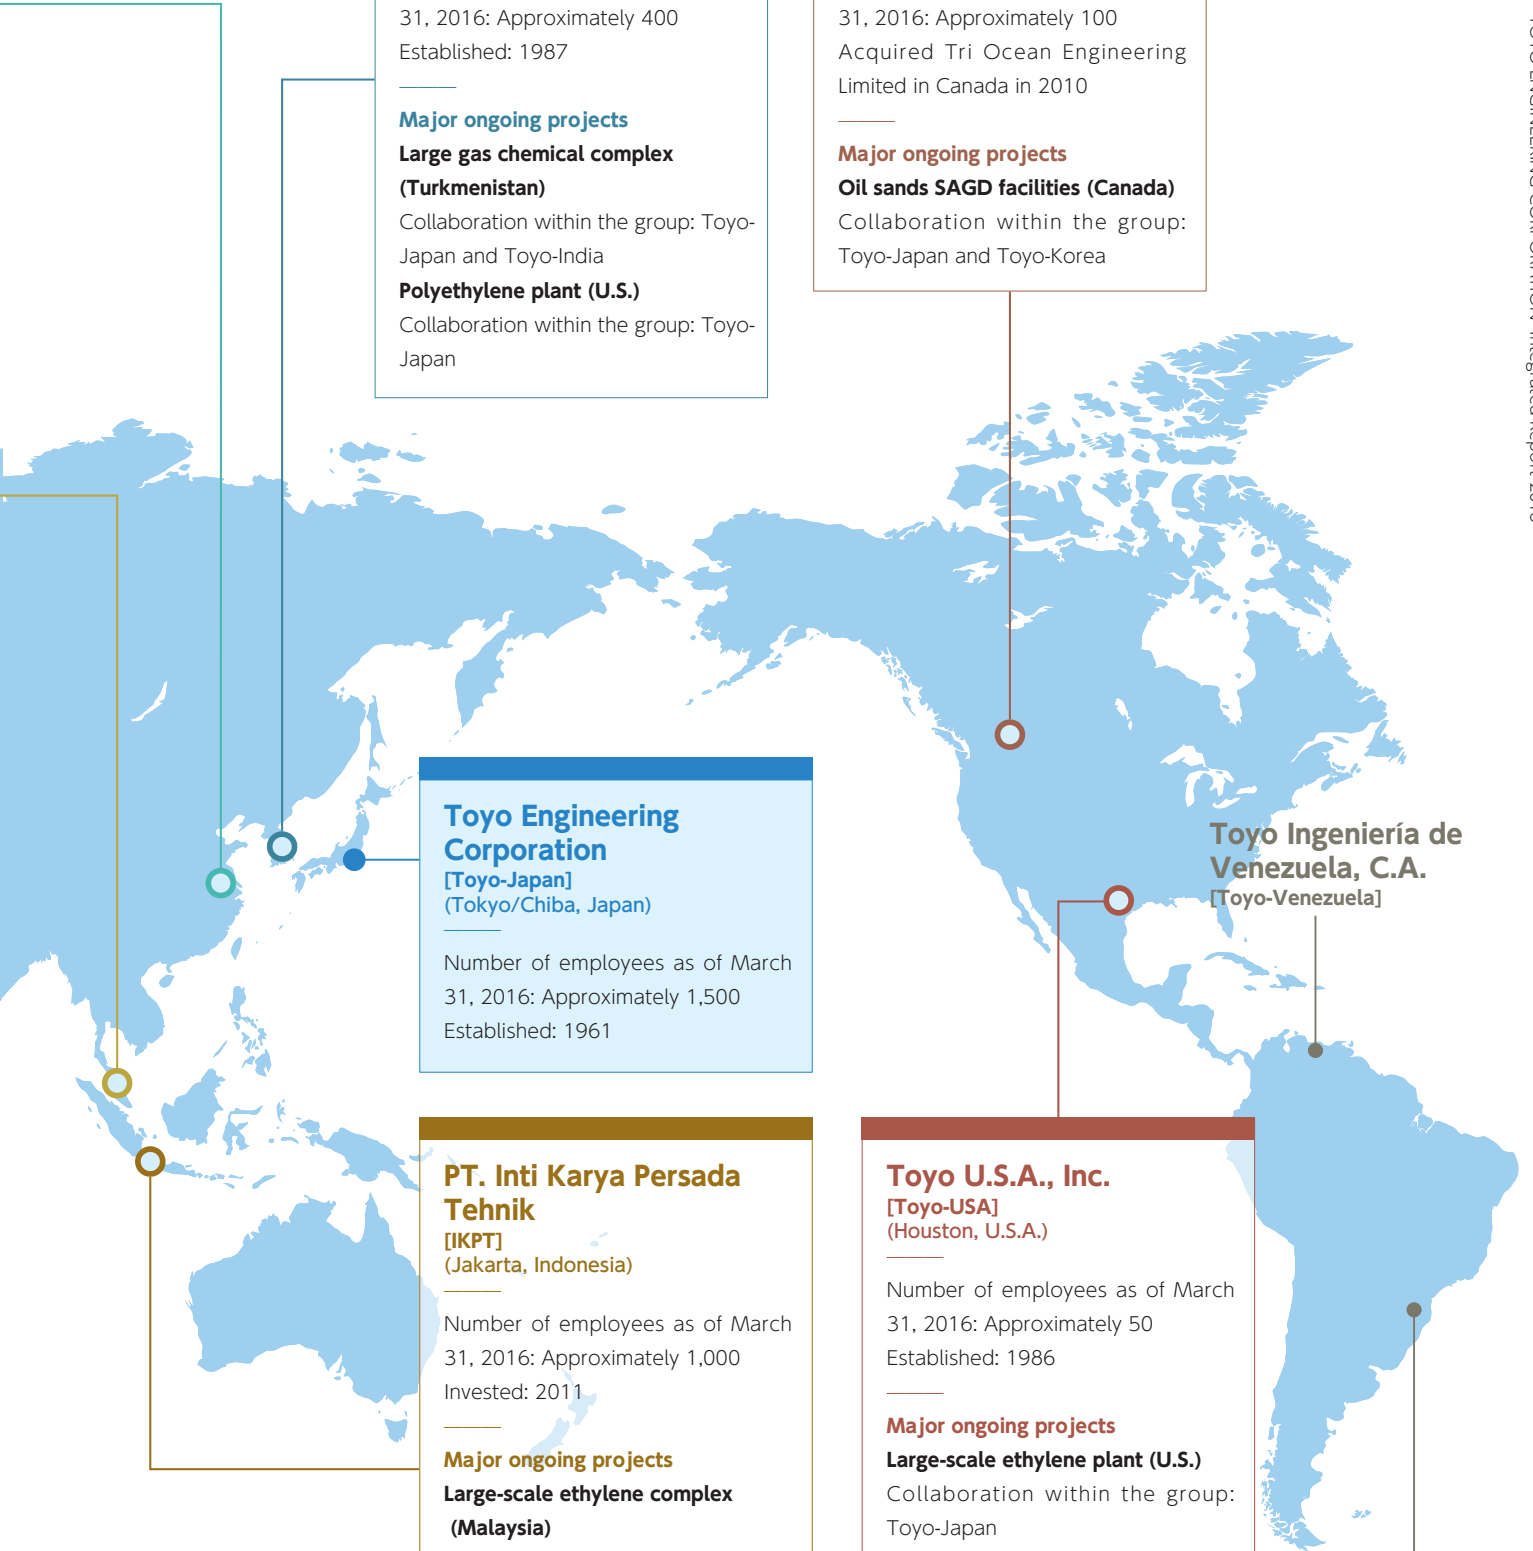 31, 2016: Approximately 400
Established: 1987
Major ongoing projects
Large gas chemical complex
(Turkmenistan)
Collaboration within the group: Toyo-
Japan and Toyo-India
Polyethylene plant (U.S.)
Collaboration within the group: Toyo-
Japan
31, 2016: Approximately 100
Acquired Tri Ocean Engineering
Limited in Canada in 2010
Major ongoing projects
Oil sands SAGD facilities (Canada)
Collaboration within the group:
Toyo-Japan and Toyo-Korea
Toyo Engineering
Corporation
[Toyo-Japan]
(Tokyo/Chiba, Japan)
Number of employees as of March
31, 2016: Approximately 1,500
Established: 1961
Toyo Ingeniería de
Venezuela, C.A.
[Toyo-Venezuela]
PT. Inti Karya Persada
Tehnik
[IKPT]
(Jakarta, Indonesia)
Number of employees as of March
31, 2016: Approximately 1,000
Invested: 2011
Major ongoing projects
Large-scale ethylene complex
(Malaysia)
Toyo U.S.A., Inc.
[Toyo-USA]
(Houston, U.S.A.)
Number of employees as of March
31, 2016: Approximately 50
Established: 1986
Major ongoing projects
Large-scale ethylene plant (U.S.)
Collaboration within the group:
Toyo-Japan